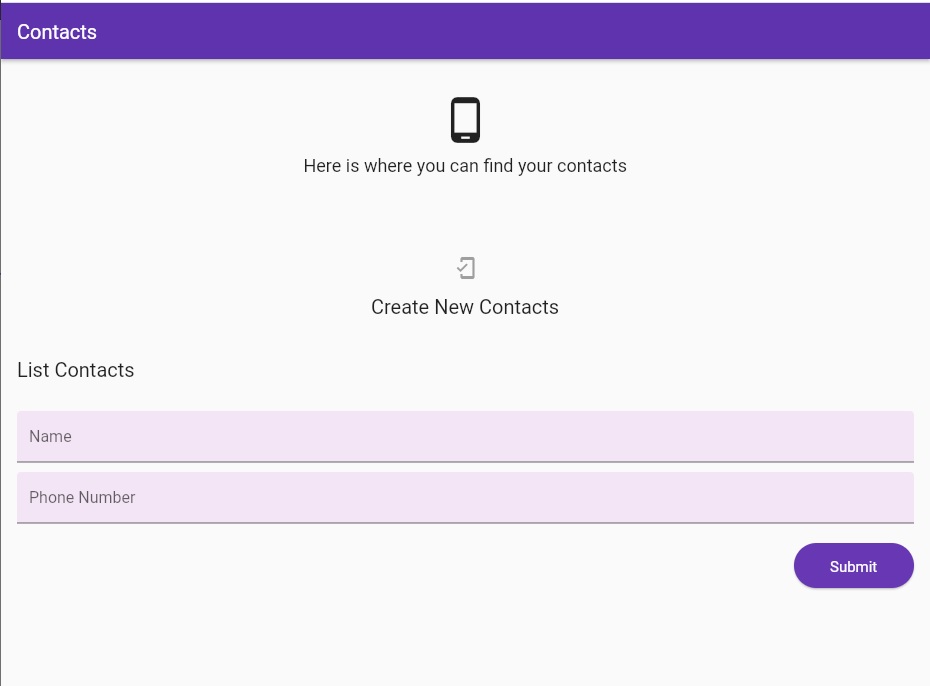 Contacts
Here is where you can find your contacts
Create New Contacts
List Contacts
Name
Phone Number
Submit